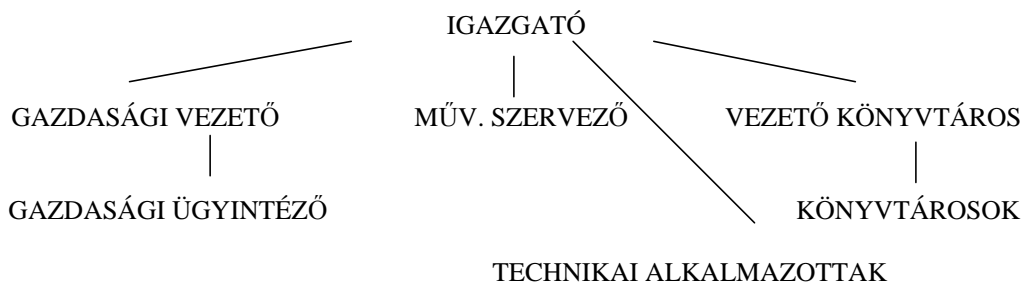 IGAZGATÓ
GAZDASÁGI VEZETŐ MŰV. SZERVEZŐ VEZETŐ KÖNYVTÁROS
GAZDASÁGI ÜGYINTÉZŐ KÖNYVTÁROSOK
TECHNIKAI ALKALMAZOTTAK